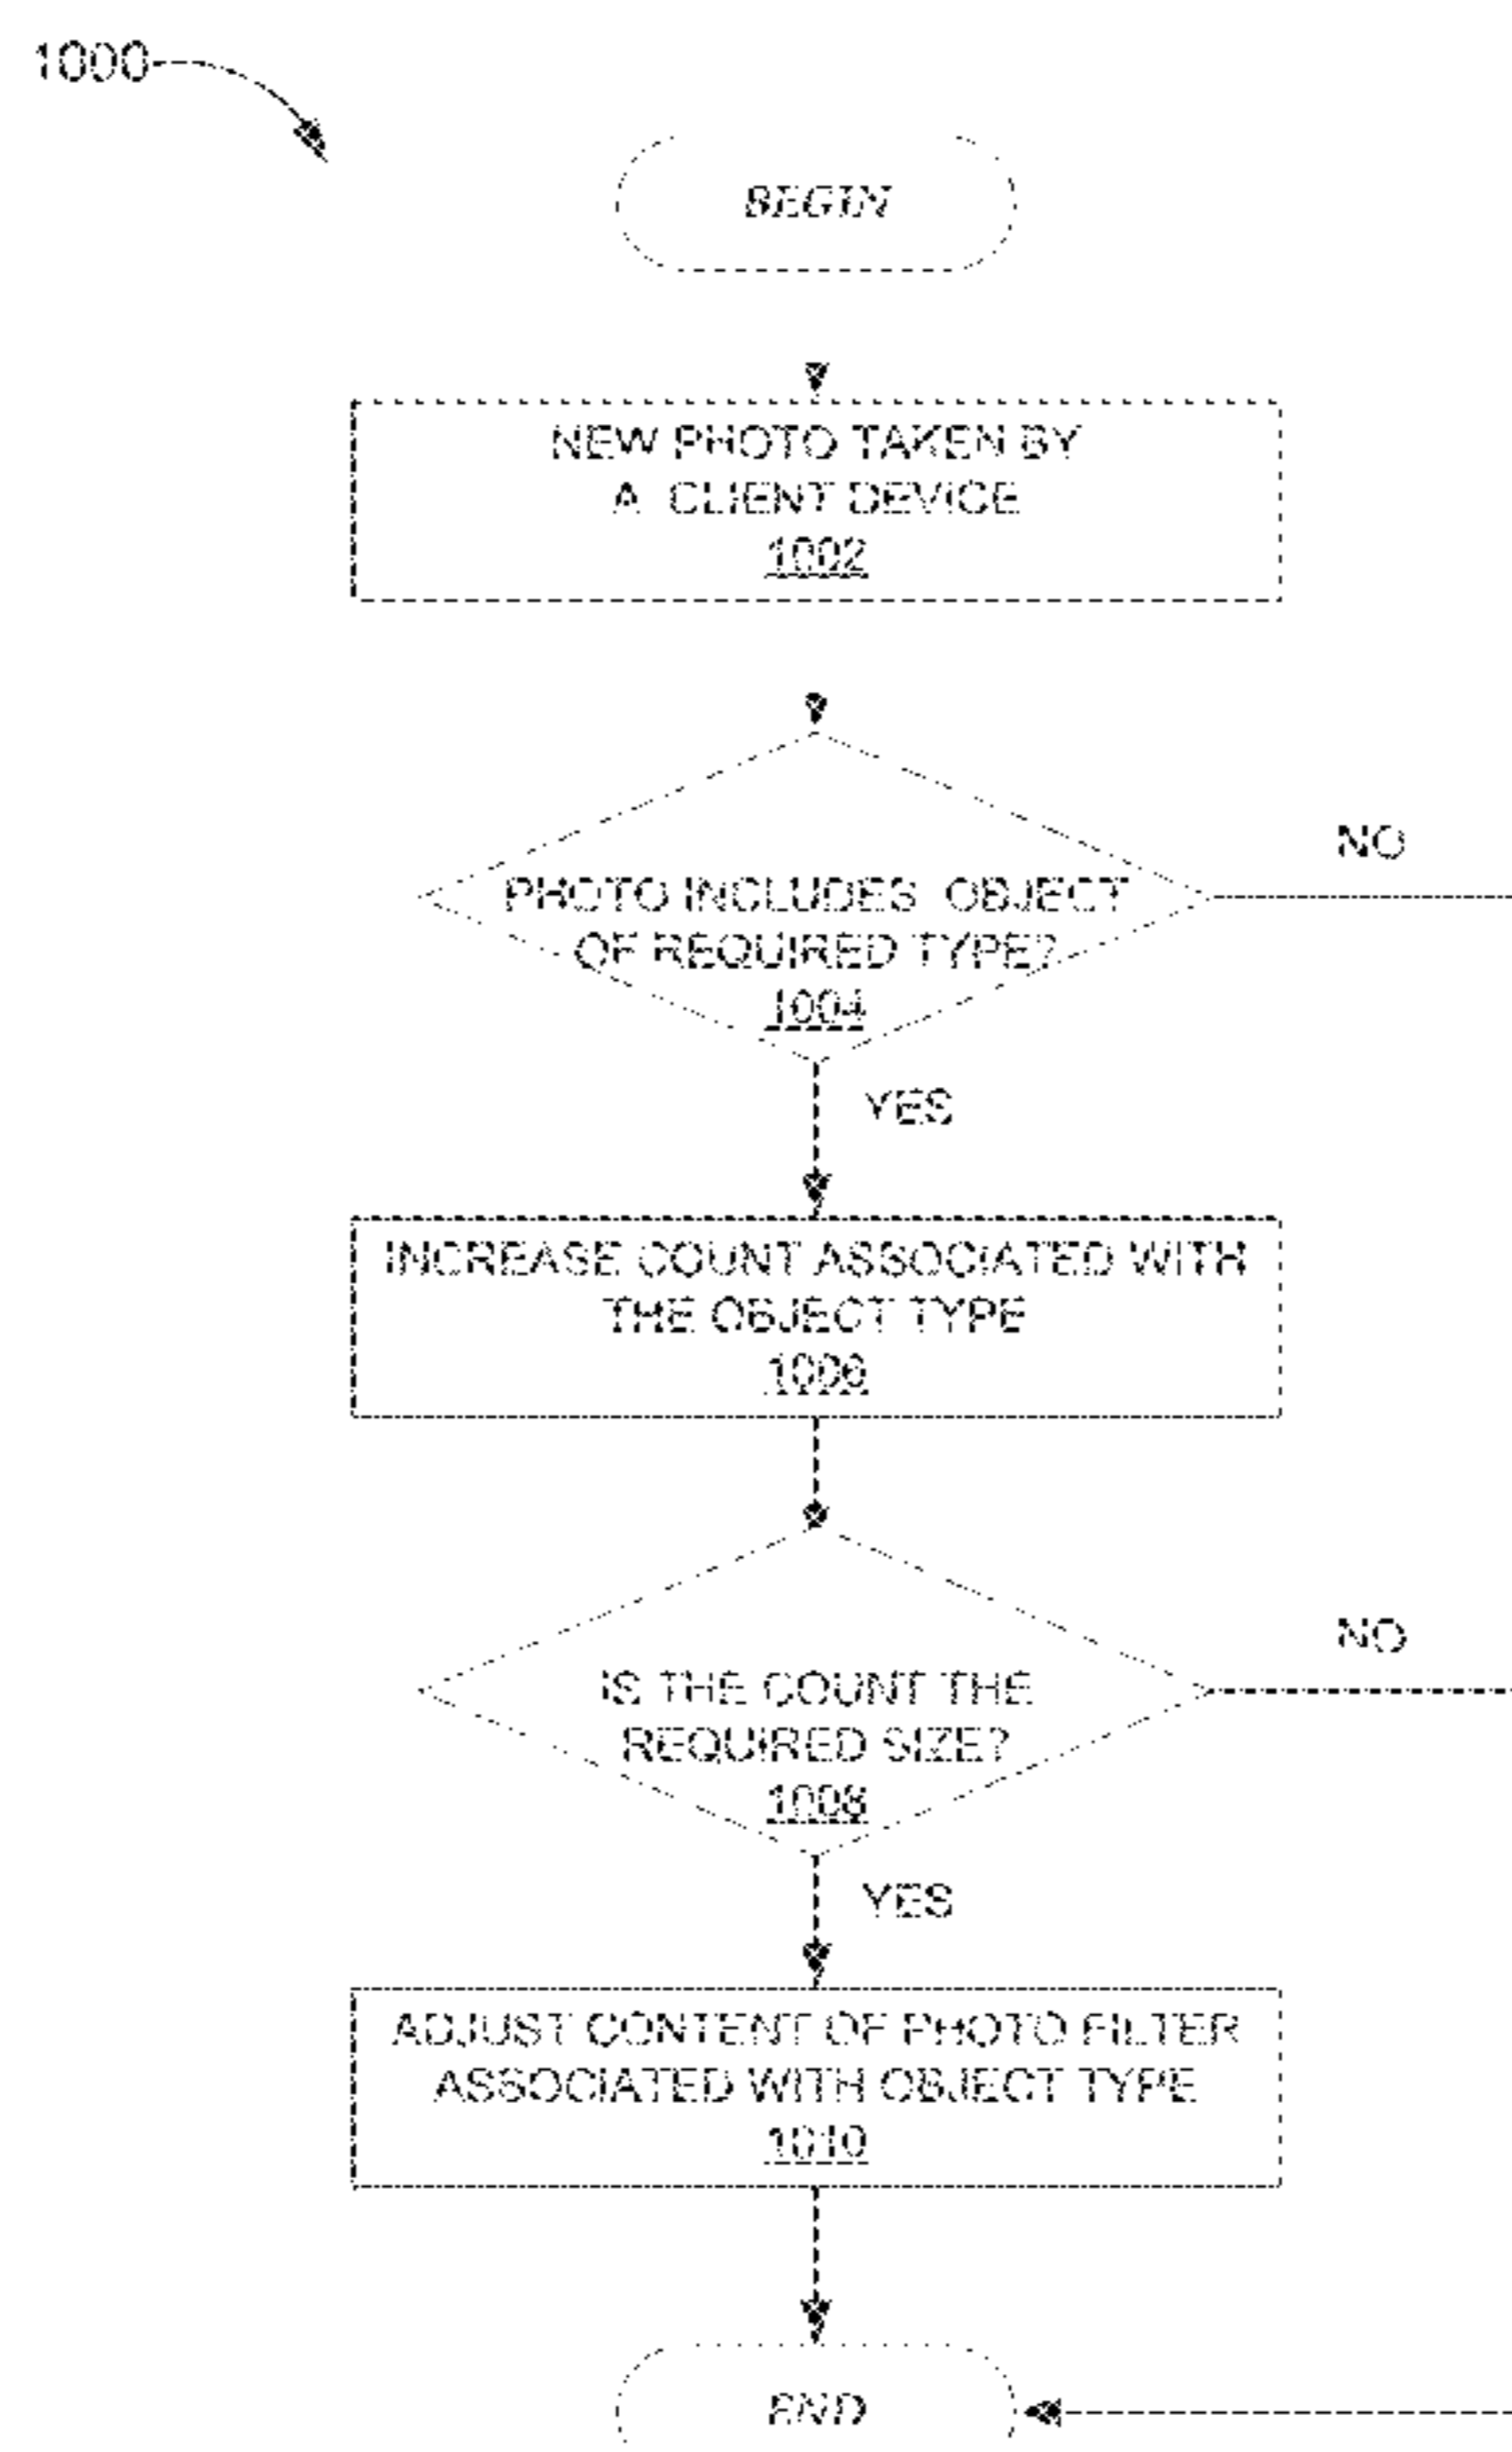 1000
BEGIN
NEW PHOTO TAKEN BY
A CLIENT DEVICE
1002
PHOTO INCLUDES OBJECT
OF REQUIRED TYPE?
1004
NO
YES
INCREASE COUNT ASSOCIATED WITH
THE OBJECT TYPE
1006
IS THE COUNT THE
REQUIRED SIZE?
1008
NO
YES
ADJUST CONTENT OF PHOTO FILTER
ASSOCIATED WITH OBJECT TYPE
1010
END